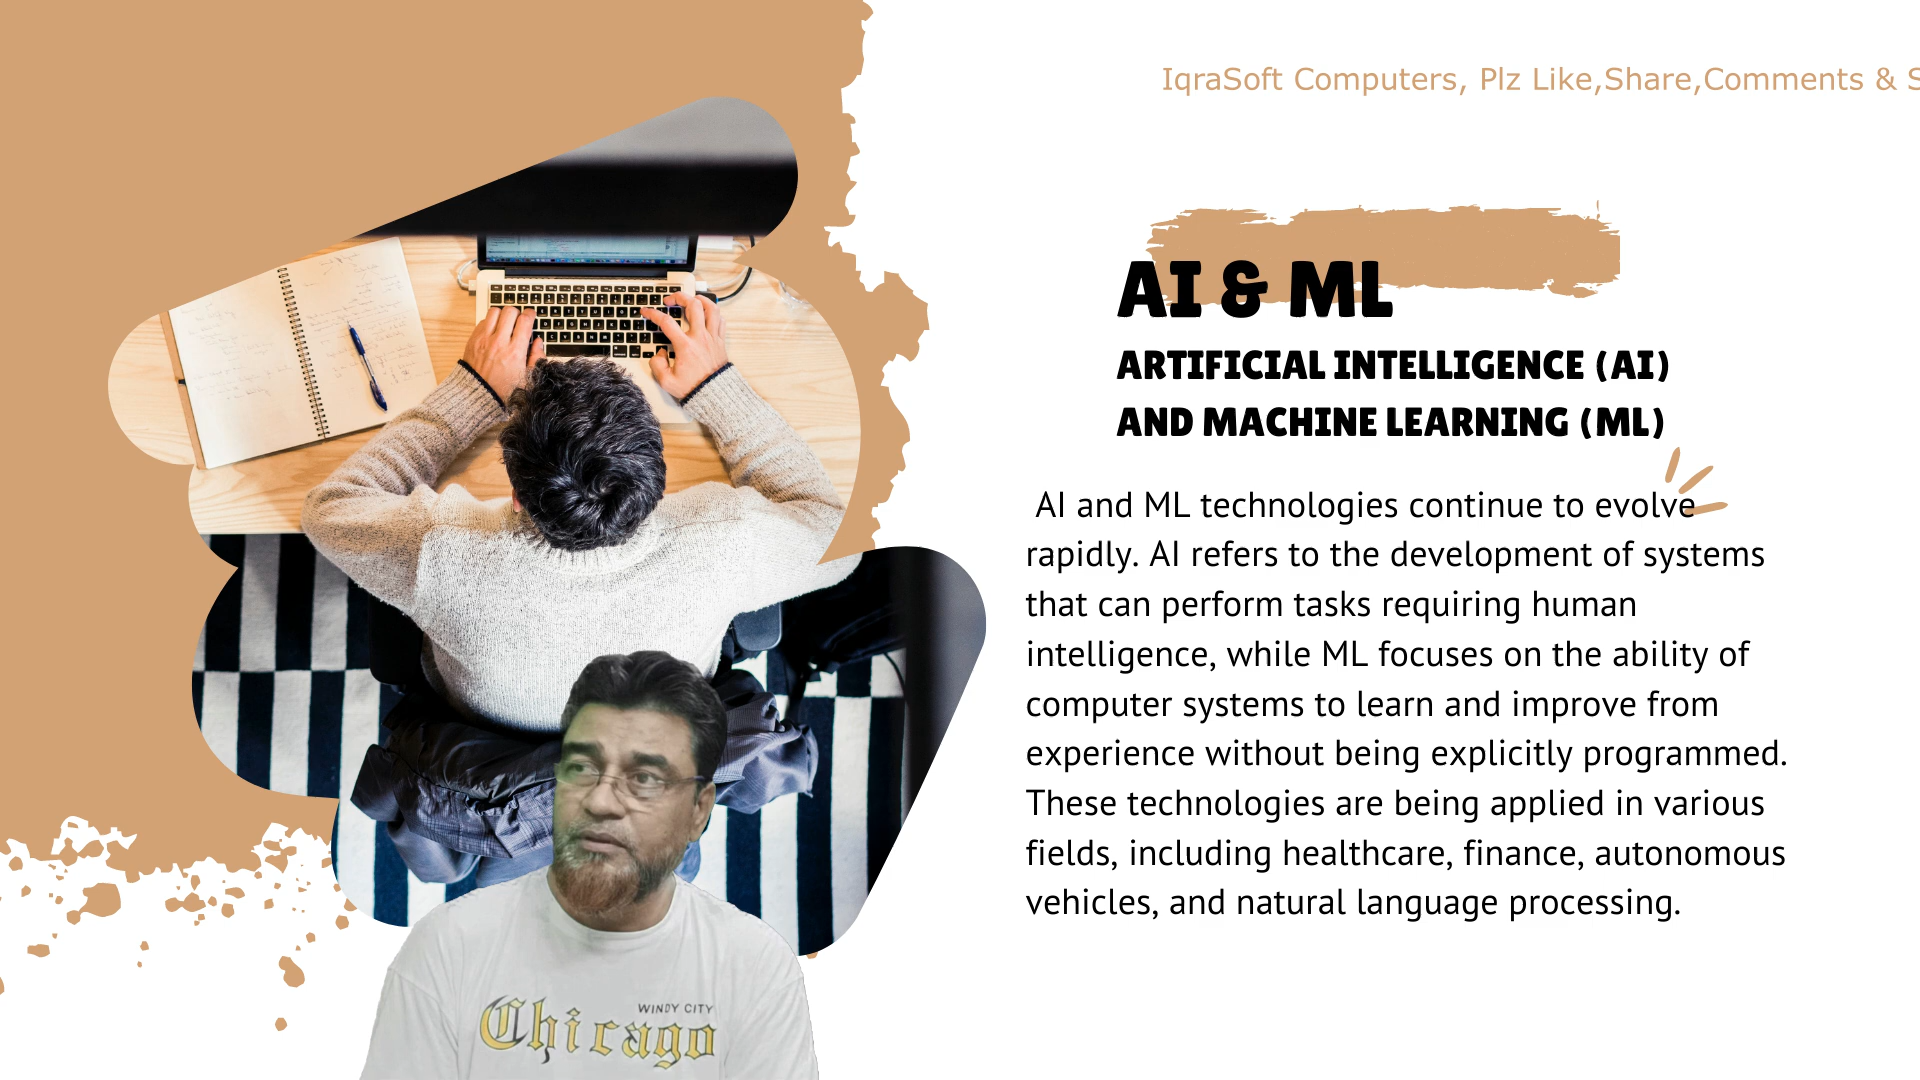 IqraSoft Computers, Plz Like,Share,Comments & S
AI & ML
ARTIFICIAL INTELLIGENCE (AI)
AND MACHINE LEARNING (ML)
AI and ML technologies continue to evolve
rapidly. AI refers to the development of systems
that can perform tasks requiring human
intelligence, while ML focuses on the ability of
computer systems to learn and improve from
experience without being explicitly programmed.
These technologies are being applied in various
fields, including healthcare, finance, autonomous
vehicles, and natural language processing.
WINDY CITY
Chicago